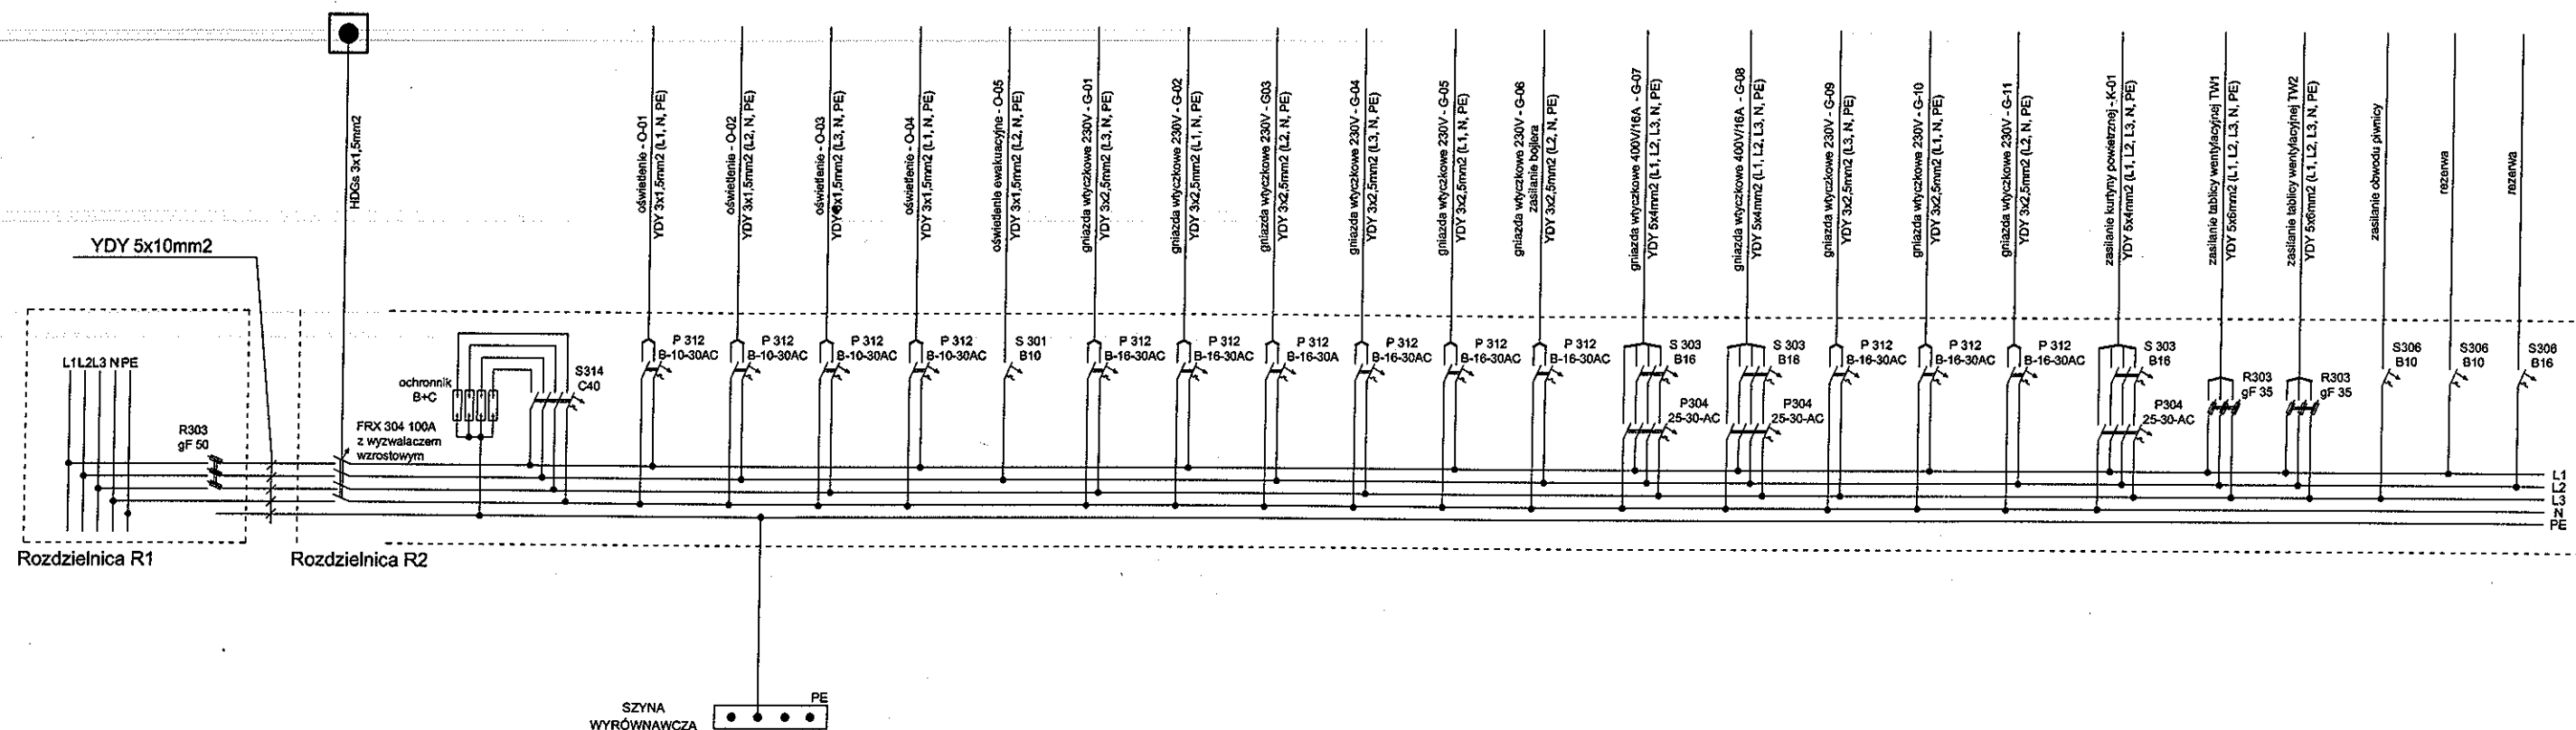 HDGs 3x1,5mm2
YDY 5x10mm2
oświetlenie - O-01
YDY 3x1,5mm2 (L1, N, PE)
oświetlenie - O-02
YDY 3x1,5mm2 (L2, N, PE)
oświetlenie - O-03
YDY 3x1,5mm2 (L3, N, PE)
oświetlenie - O-04
YDY 3x1,5mm2 (L1, N, PE)
oświetlenie ewakuacyjne - O-05
YDY 3x1,5mm2 (L2, N, PE)
gniazda wtyczkowe 230V - G-01
YDY 3x2,5mm2 (L3, N, PE)
gniazda wtyczkowe 230V - G-02
YDY 3x2,5mm2 (L1, N, PE)
gniazda wtyczkowe 230V - G03
YDY 3x2,5mm2 (L2, N, PE)
gniazda wtyczkowe 230V - G-04
YDY 3x2,5mm2 (L3, N, PE)
gniazda wtyczkowe 230V - G-05
YDY 3x2,5mm2 (L1, N, PE)
gniazda wtyczkowe 230V - G-06
zasilanie bojlera
YDY 3x2,5mm2 (L2, N, PE)
gniazda wtyczkowe 400V/16A - G-07
YDY 5x4mm2 (L1, L2, L3, N, PE)
gniazda wtyczkowe 400V/16A - G-08
YDY 5x4mm2 (L1, L2, L3, N, PE)
gniazda wtyczkowe 230V - G-09
YDY 3x2,5mm2 (L3, N, PE)
gniazda wtyczkowe 230V - G-10
YDY 3x2,5mm2 (L1, N, PE)
gniazda wtyczkowe 230V - G-11
YDY 3x2,5mm2 (L2, N, PE)
zasilanie kurtyny powietrznej - K-01
YDY 5x4mm2 (L1, L2, L3, N, PE)
zasilanie tablicy wentylacyjnej TW1
YDY 5x6mm2 (L1, L2, L3, N, PE)
zasilanie tablicy wentylacyjnej TW2
YDY 5x6mm2 (L1, L2, L3, N, PE)
zasilanie obwodu piwnicy
rezerwa
rezerwa
L1L2L3 N PE
R303
gF 50
FRX 304 100A
z wyzwalaczem
wzrostowym
ochronnik
B+C
S314
C40
P 312
B-10-30AC
P 312
B-10-30AC
P 312
B-10-30AC
P 312
B-10-30AC
S 301
B10
P 312
B-16-30AC
P 312
B-16-30AC
P 312
B-16-30A
P 312
B-16-30AC
P 312
B-16-30AC
P 312
B-16-30AC
S 303
B16
P304
25-30-AC
S 303
B16
P304
25-30-AC
P 312
B-16-30AC
P 312
B-16-30AC
P 312
B-16-30AC
S 303
B16
P304
25-30-AC
R303
gF 35
R303
gF 35
S306
B10
S306
B10
S306
B16
L1
L2
L3
N
PE
Rozdzielnica R1
Rozdzielnica R2
SZYNA
WYRÓWNAWCZA
PE